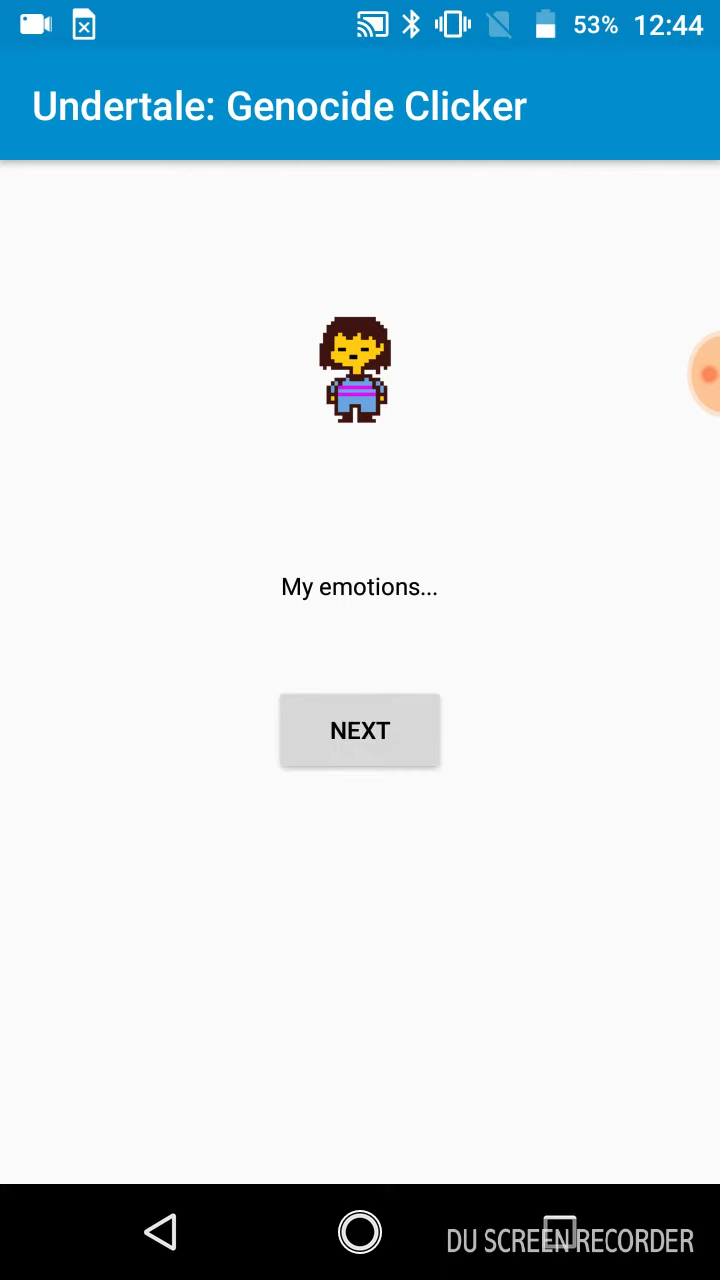 53% 12:44
Undertale: Genocide Clicker
My emotions...
NEXT
DU SCREEN RECORDER